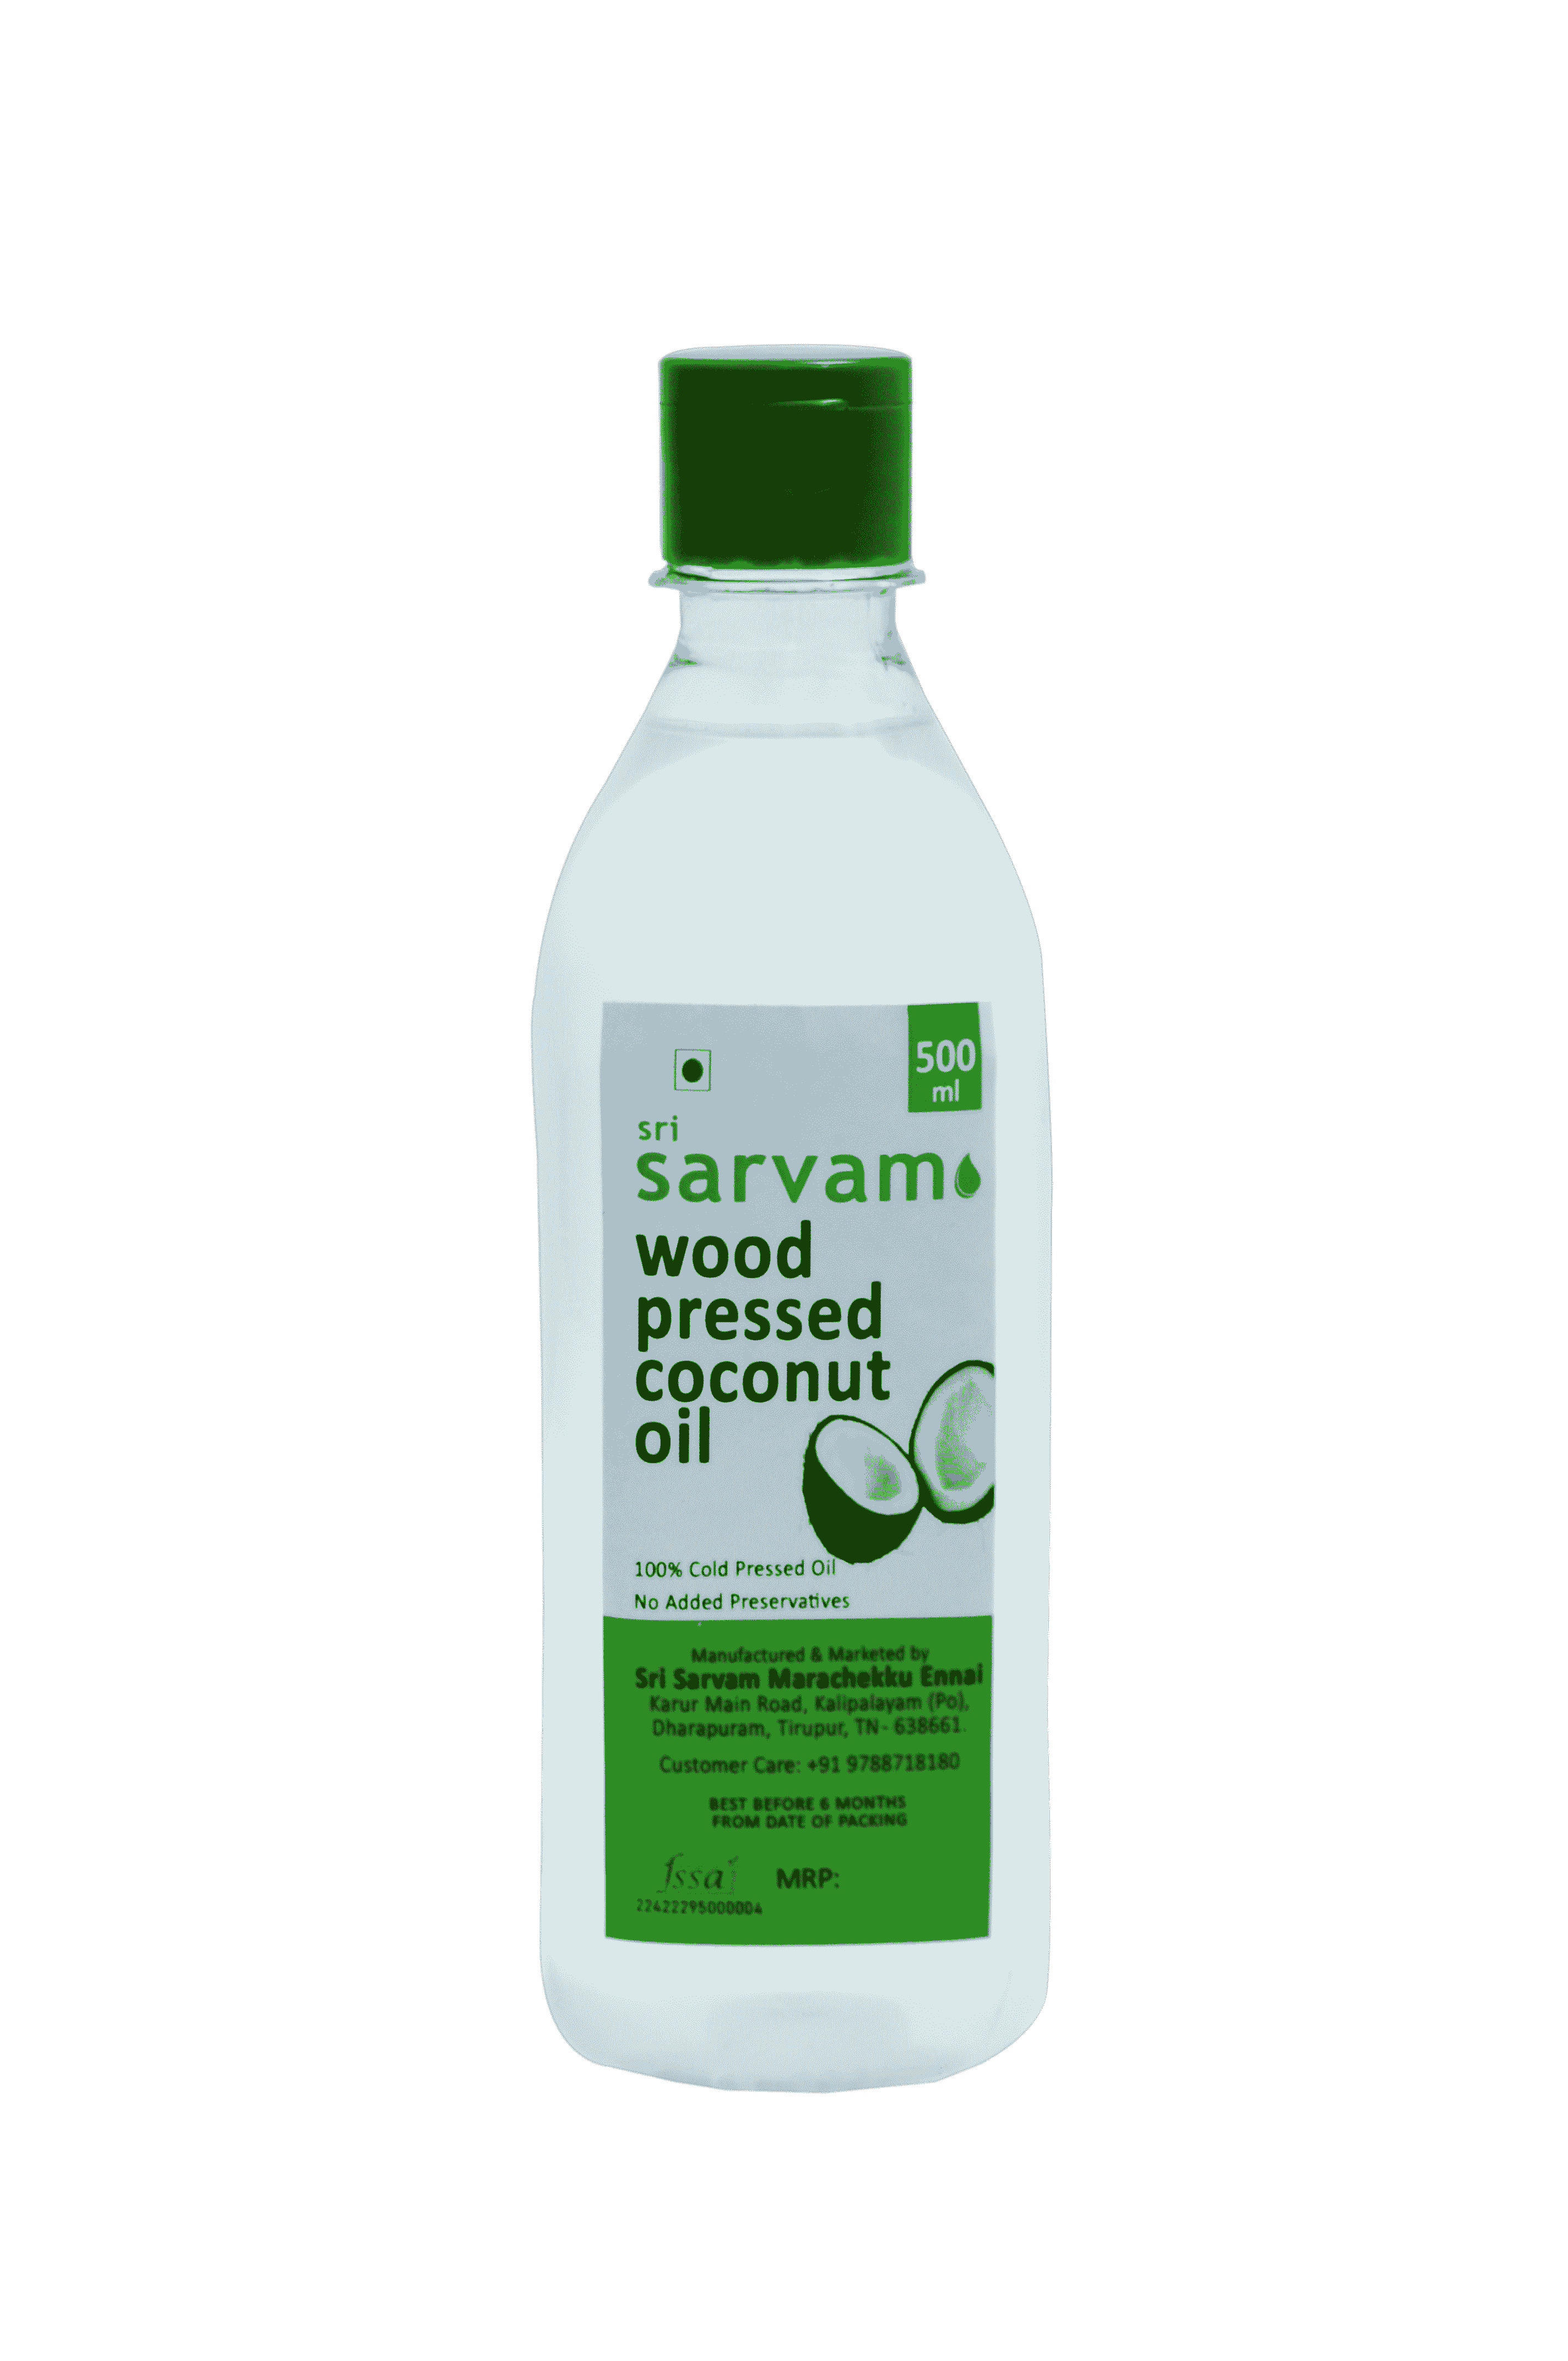 500
ml
sri
sarvam
wood
pressed
coconut
oil
100% Cold Pressed Oil
No Added Preservatives
Manufactured & Marketed by
Sri Sarvam Marachekku Ennai
Karur Main Road, Kalipalayam (Po),
Dharapuram, Tirupur, TN- 638661.
Customer Care: +91 9788718180
BEST BEFORE 6 MONTHS
FROM DATE OF PACKING
fssai
MRP:
22422295000004